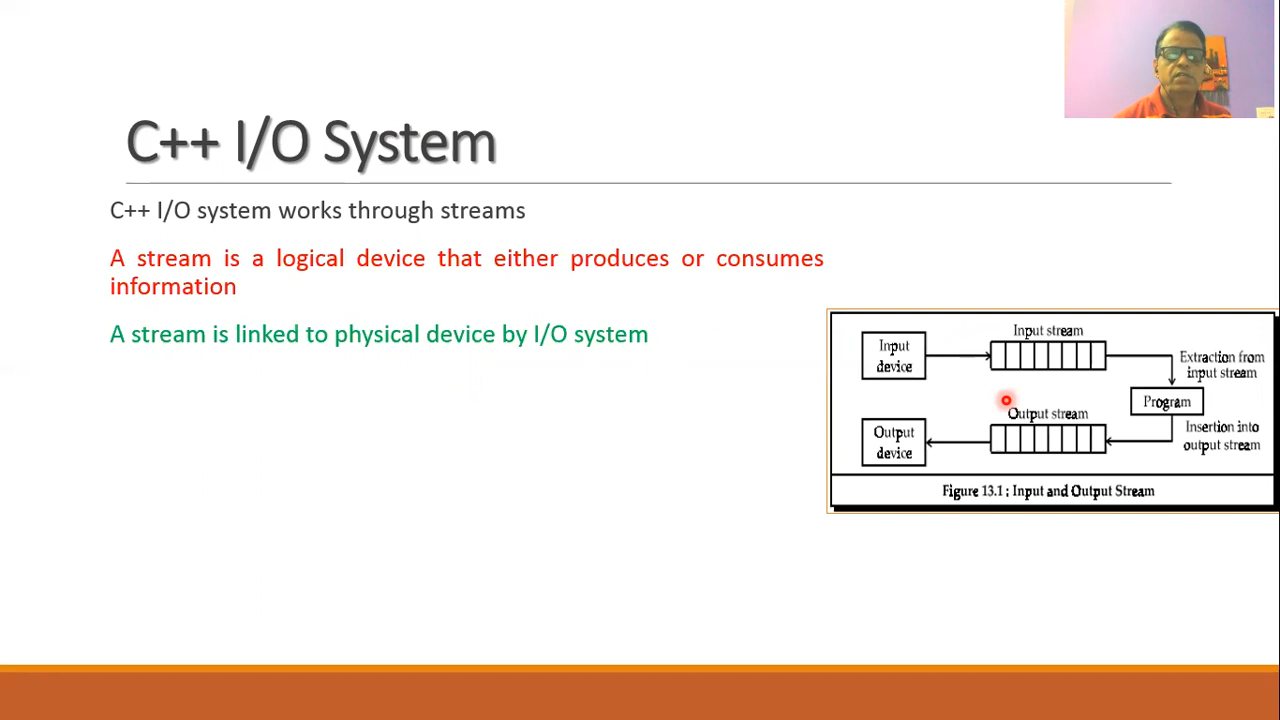 C++ I/O System
C++ I/O system works through streams
A stream is a logical device that either produces or consumes
information
A stream is linked to physical device by I/O system
Input
device
Input stream
Extraction from
input stream
Program
Output stream
Output
device
Insertion into
output stream
Figure 13.1 : Input and Output Stream